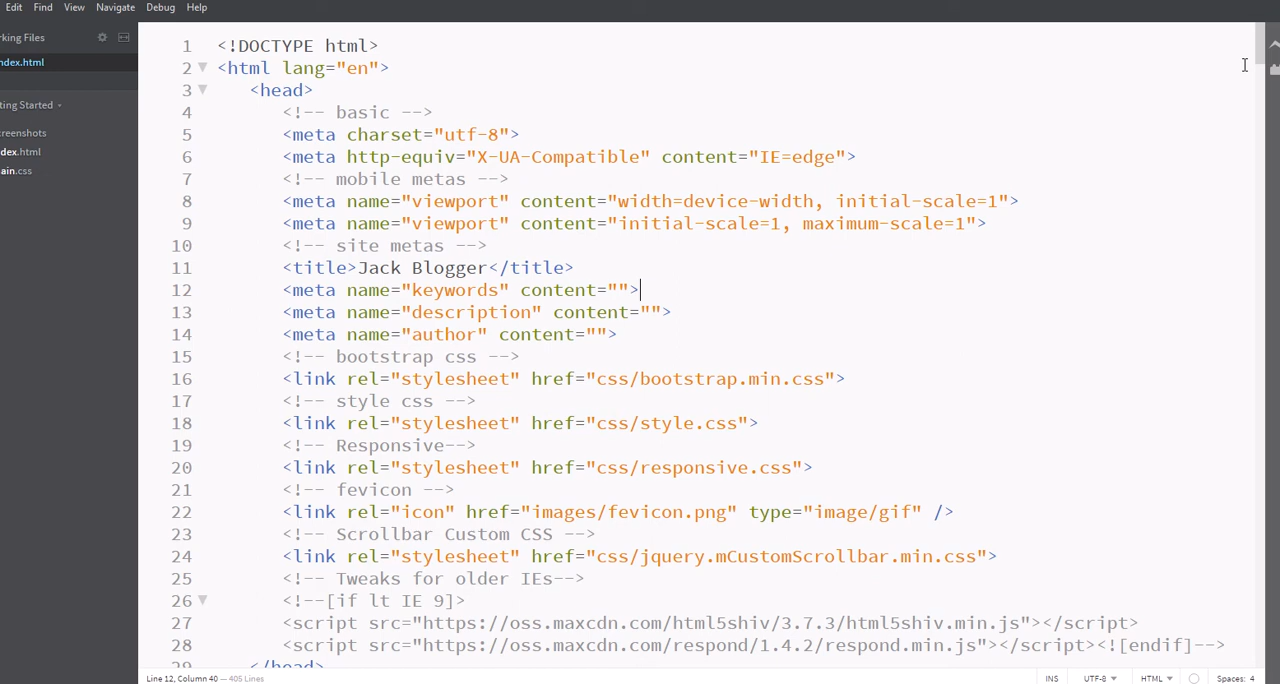 Edit Find View Navigate Debug Help
rking Files
ndex.html
ting Started
creenshots
dex.html
ain.css
1 <!DOCTYPE html>
2 <html lang="en">
3 <head>
4 <!-- basic -->
5 <meta charset="utf-8">
6 <meta http-equiv="X-UA-Compatible" content="IE=edge">
7 <!-- mobile metas -->
8 <meta name="viewport" content="width=device-width, initial-scale=1">
9 <meta name="viewport" content="initial-scale=1, maximum-scale=1">
10 <!-- site metas -->
11 <title>Jack Blogger</title>
12 <meta name="keywords" content="">
13 <meta name="description" content="">
14 <meta name="author" content="">
15 <!-- bootstrap css -->
16 <link rel="stylesheet" href="css/bootstrap.min.css">
17 <!-- style css -->
18 <link rel="stylesheet" href="css/style.css">
19 <!-- Responsive-->
20 <link rel="stylesheet" href="css/responsive.css">
21 <!-- fevicon -->
22 <link rel="icon" href="images/fevicon.png" type="image/gif" />
23 <!-- Scrollbar Custom CSS -->
24 <link rel="stylesheet" href="css/jquery.mCustomScrollbar.min.css">
25 <!-- Tweaks for older IEs-->
26 <!--[if lt IE 9]>
27 <script src="https://oss.maxcdn.com/html5shiv/3.7.3/html5shiv.min.js"></script>
28 <script src="https://oss.maxcdn.com/respond/1.4.2/respond.min.js"></script><![endif]-->
29 </head>
Line 12, Column 40 — 405 Lines
INS UTF-8 HTML Spaces: 4